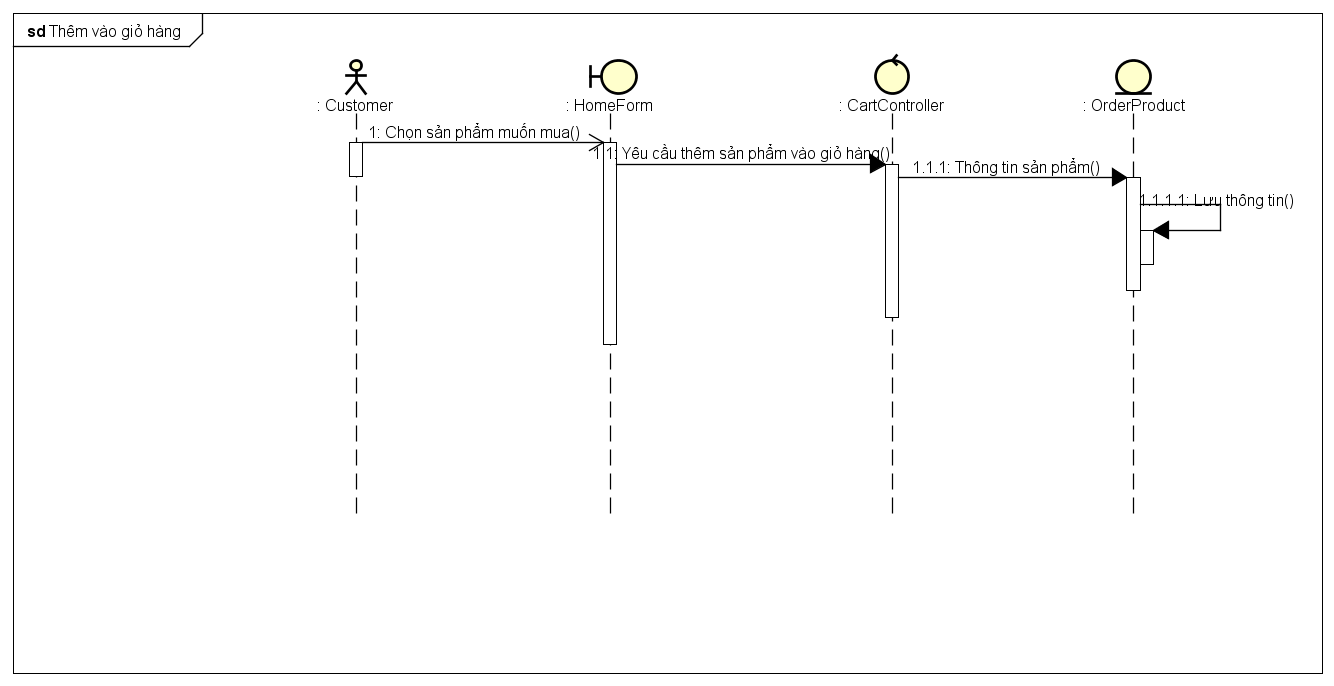 sd Thêm vào giỏ hàng
: Customer
: HomeForm
: CartController
: OrderProduct
1: Chọn sản phẩm muốn mua()
1.1: Yêu cầu thêm sản phẩm vào giỏ hàng()
1.1.1: Thông tin sản phẩm()
1.1.1.1: Lưu thông tin()